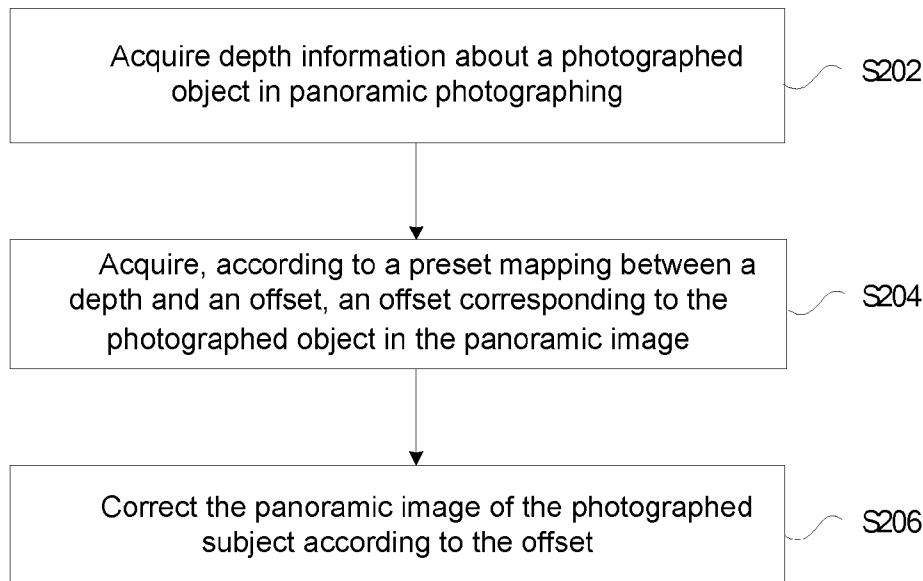 Acquire depth information about a photographed
object in panoramic photographing
S202
Acquire, according to a preset mapping between a
depth and an offset, an offset corresponding to the
photographed object in the panoramic image
S204
Correct the panoramic image of the photographed
subject according to the offset
S206